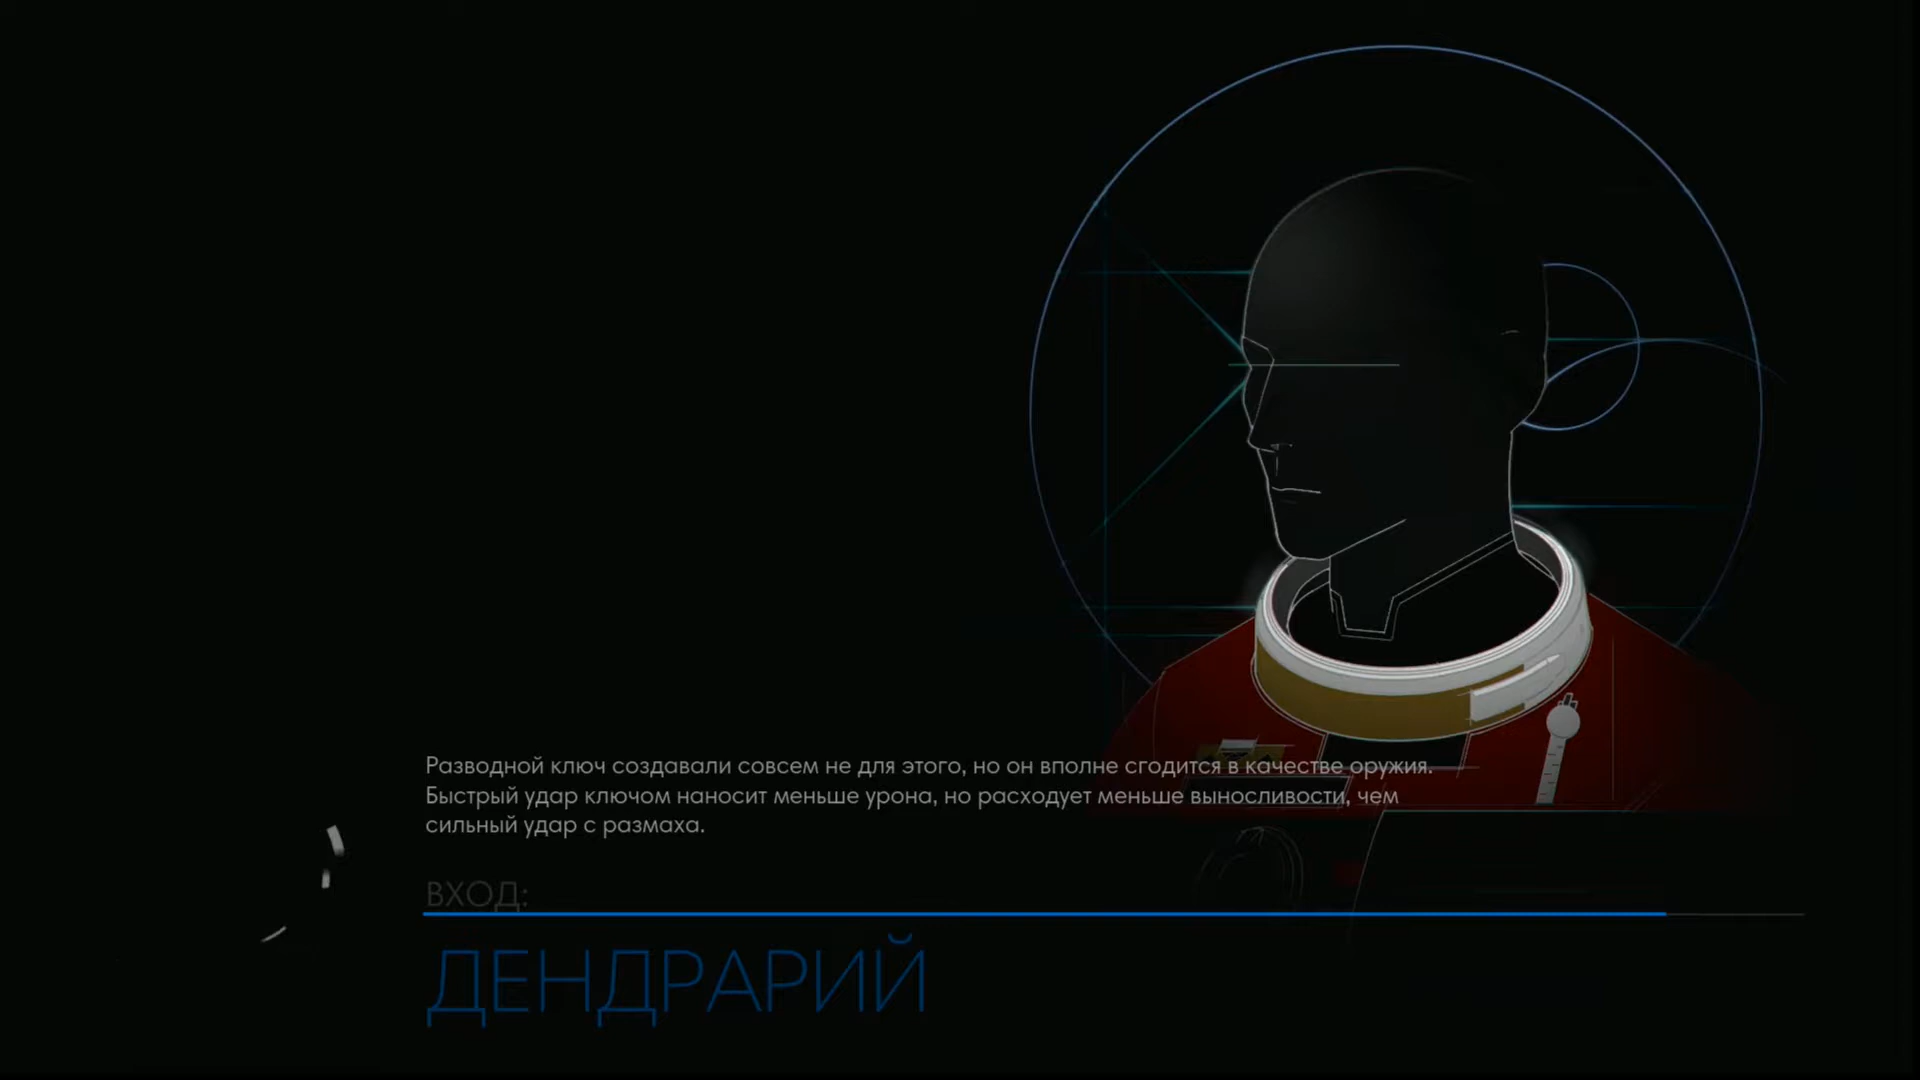 Разводной ключ создавали совсем не для этого, но он вполне сгодится в качестве оружия.
Быстрый удар ключом наносит меньше урона, но расходует меньше выносливости, чем
сильный удар с размаха.
ВХОД:
ДЕНДРАРИЙ